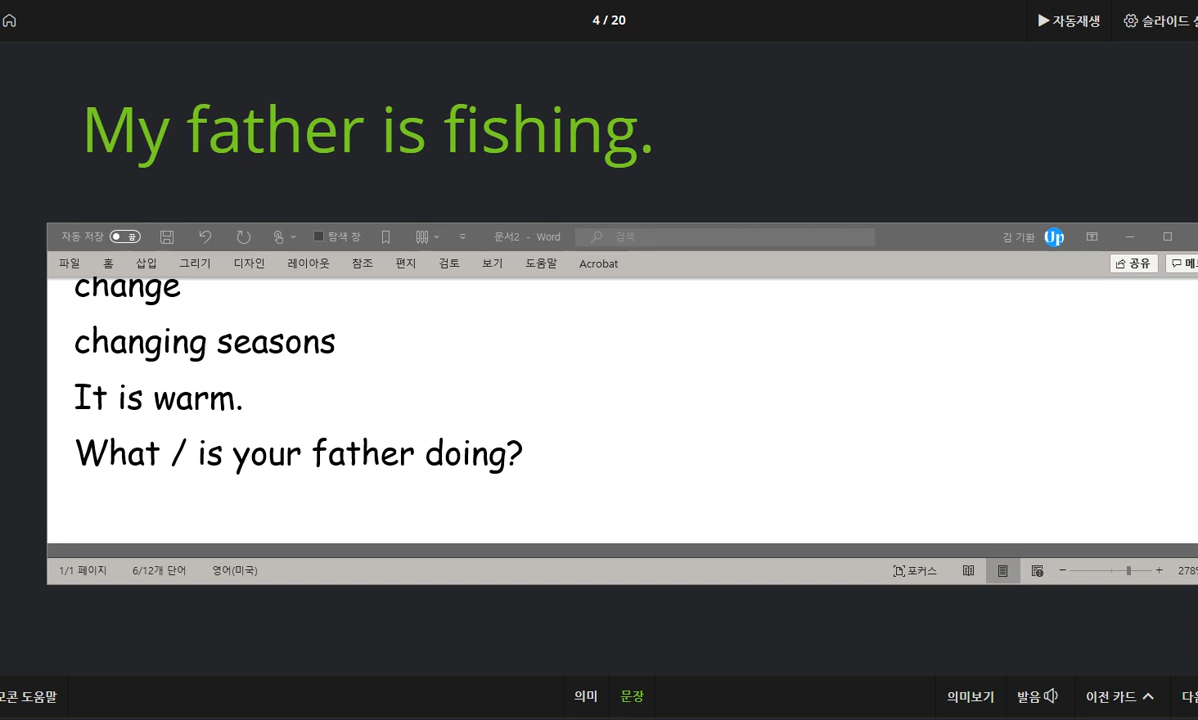 4 / 20
▶ 자동재생
슬라이드
My father is fishing.
자동 저장 끔
탐색 창
문서2 - Word
검색
김 기환 Up
파일 홈 삽입 그리기 디자인 레이아웃 참조 편지 검토 보기 도움말 Acrobat
공유
change
changing seasons
It is warm.
What / is your father doing?
1/1 페이지 6/12개 단어 영어(미국)
포커스
− + 278%
도움말
의미 문장
의미보기 발음 이전 카드